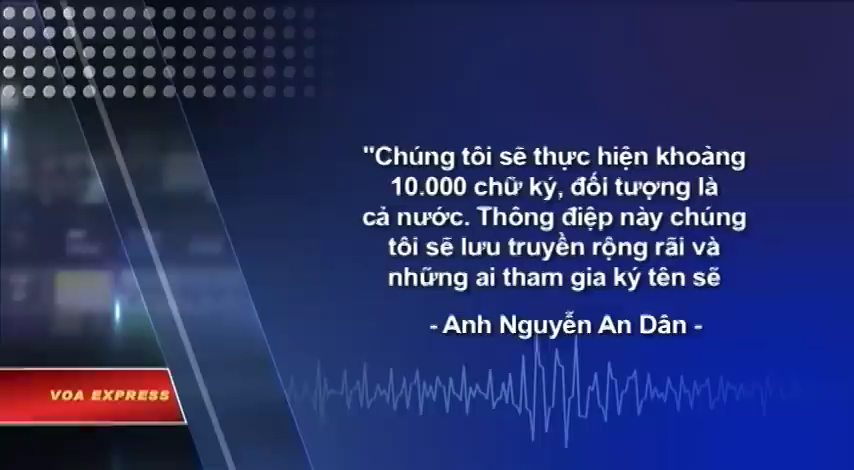 "Chúng tôi sẽ thực hiện khoảng
10.000 chữ ký, đối tượng là
cả nước. Thông điệp này chúng
tôi sẽ lưu truyền rộng rãi và
những ai tham gia ký tên sẽ
- Anh Nguyễn An Dân -
VOA EXPRESS